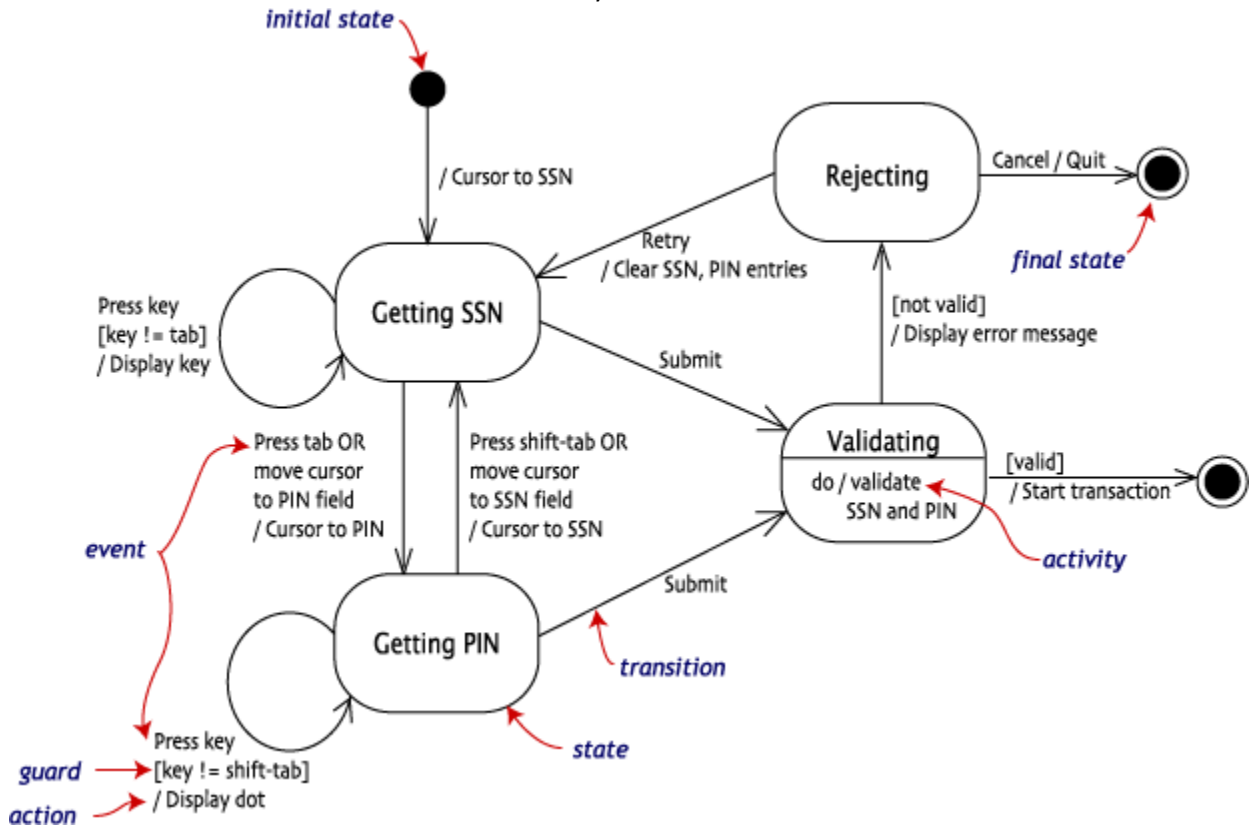 initial state
/ Cursor to SSN
Rejecting
Cancel / Quit
final state
Retry
/ Clear SSN, PIN entries
Getting SSN
Press key
[key != tab]
/ Display key
[not valid]
/ Display error message
Submit
Validating
do / validate
SSN and PIN
[valid]
/ Start transaction
activity
Press tab OR
move cursor
to PIN field
/ Cursor to PIN
Press shift-tab OR
move cursor
to SSN field
/ Cursor to SSN
event
Submit
Getting PIN
transition
state
Press key
[key != shift-tab]
/ Display dot
guard
action